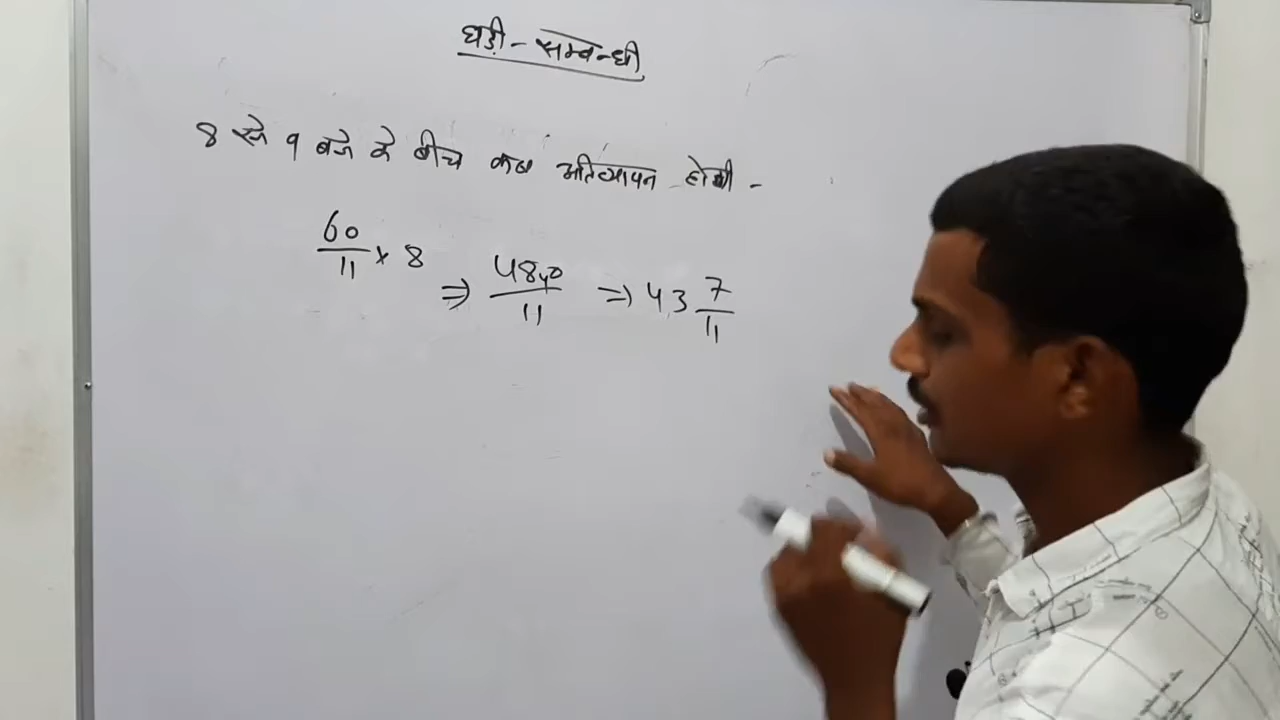 घड़ी - सम्बन्धी
8 से 9 बजे के बीच कब अतिव्यापन होगी -
60/11 × 8 ⇒ 480/11 ⇒ 43 7/11